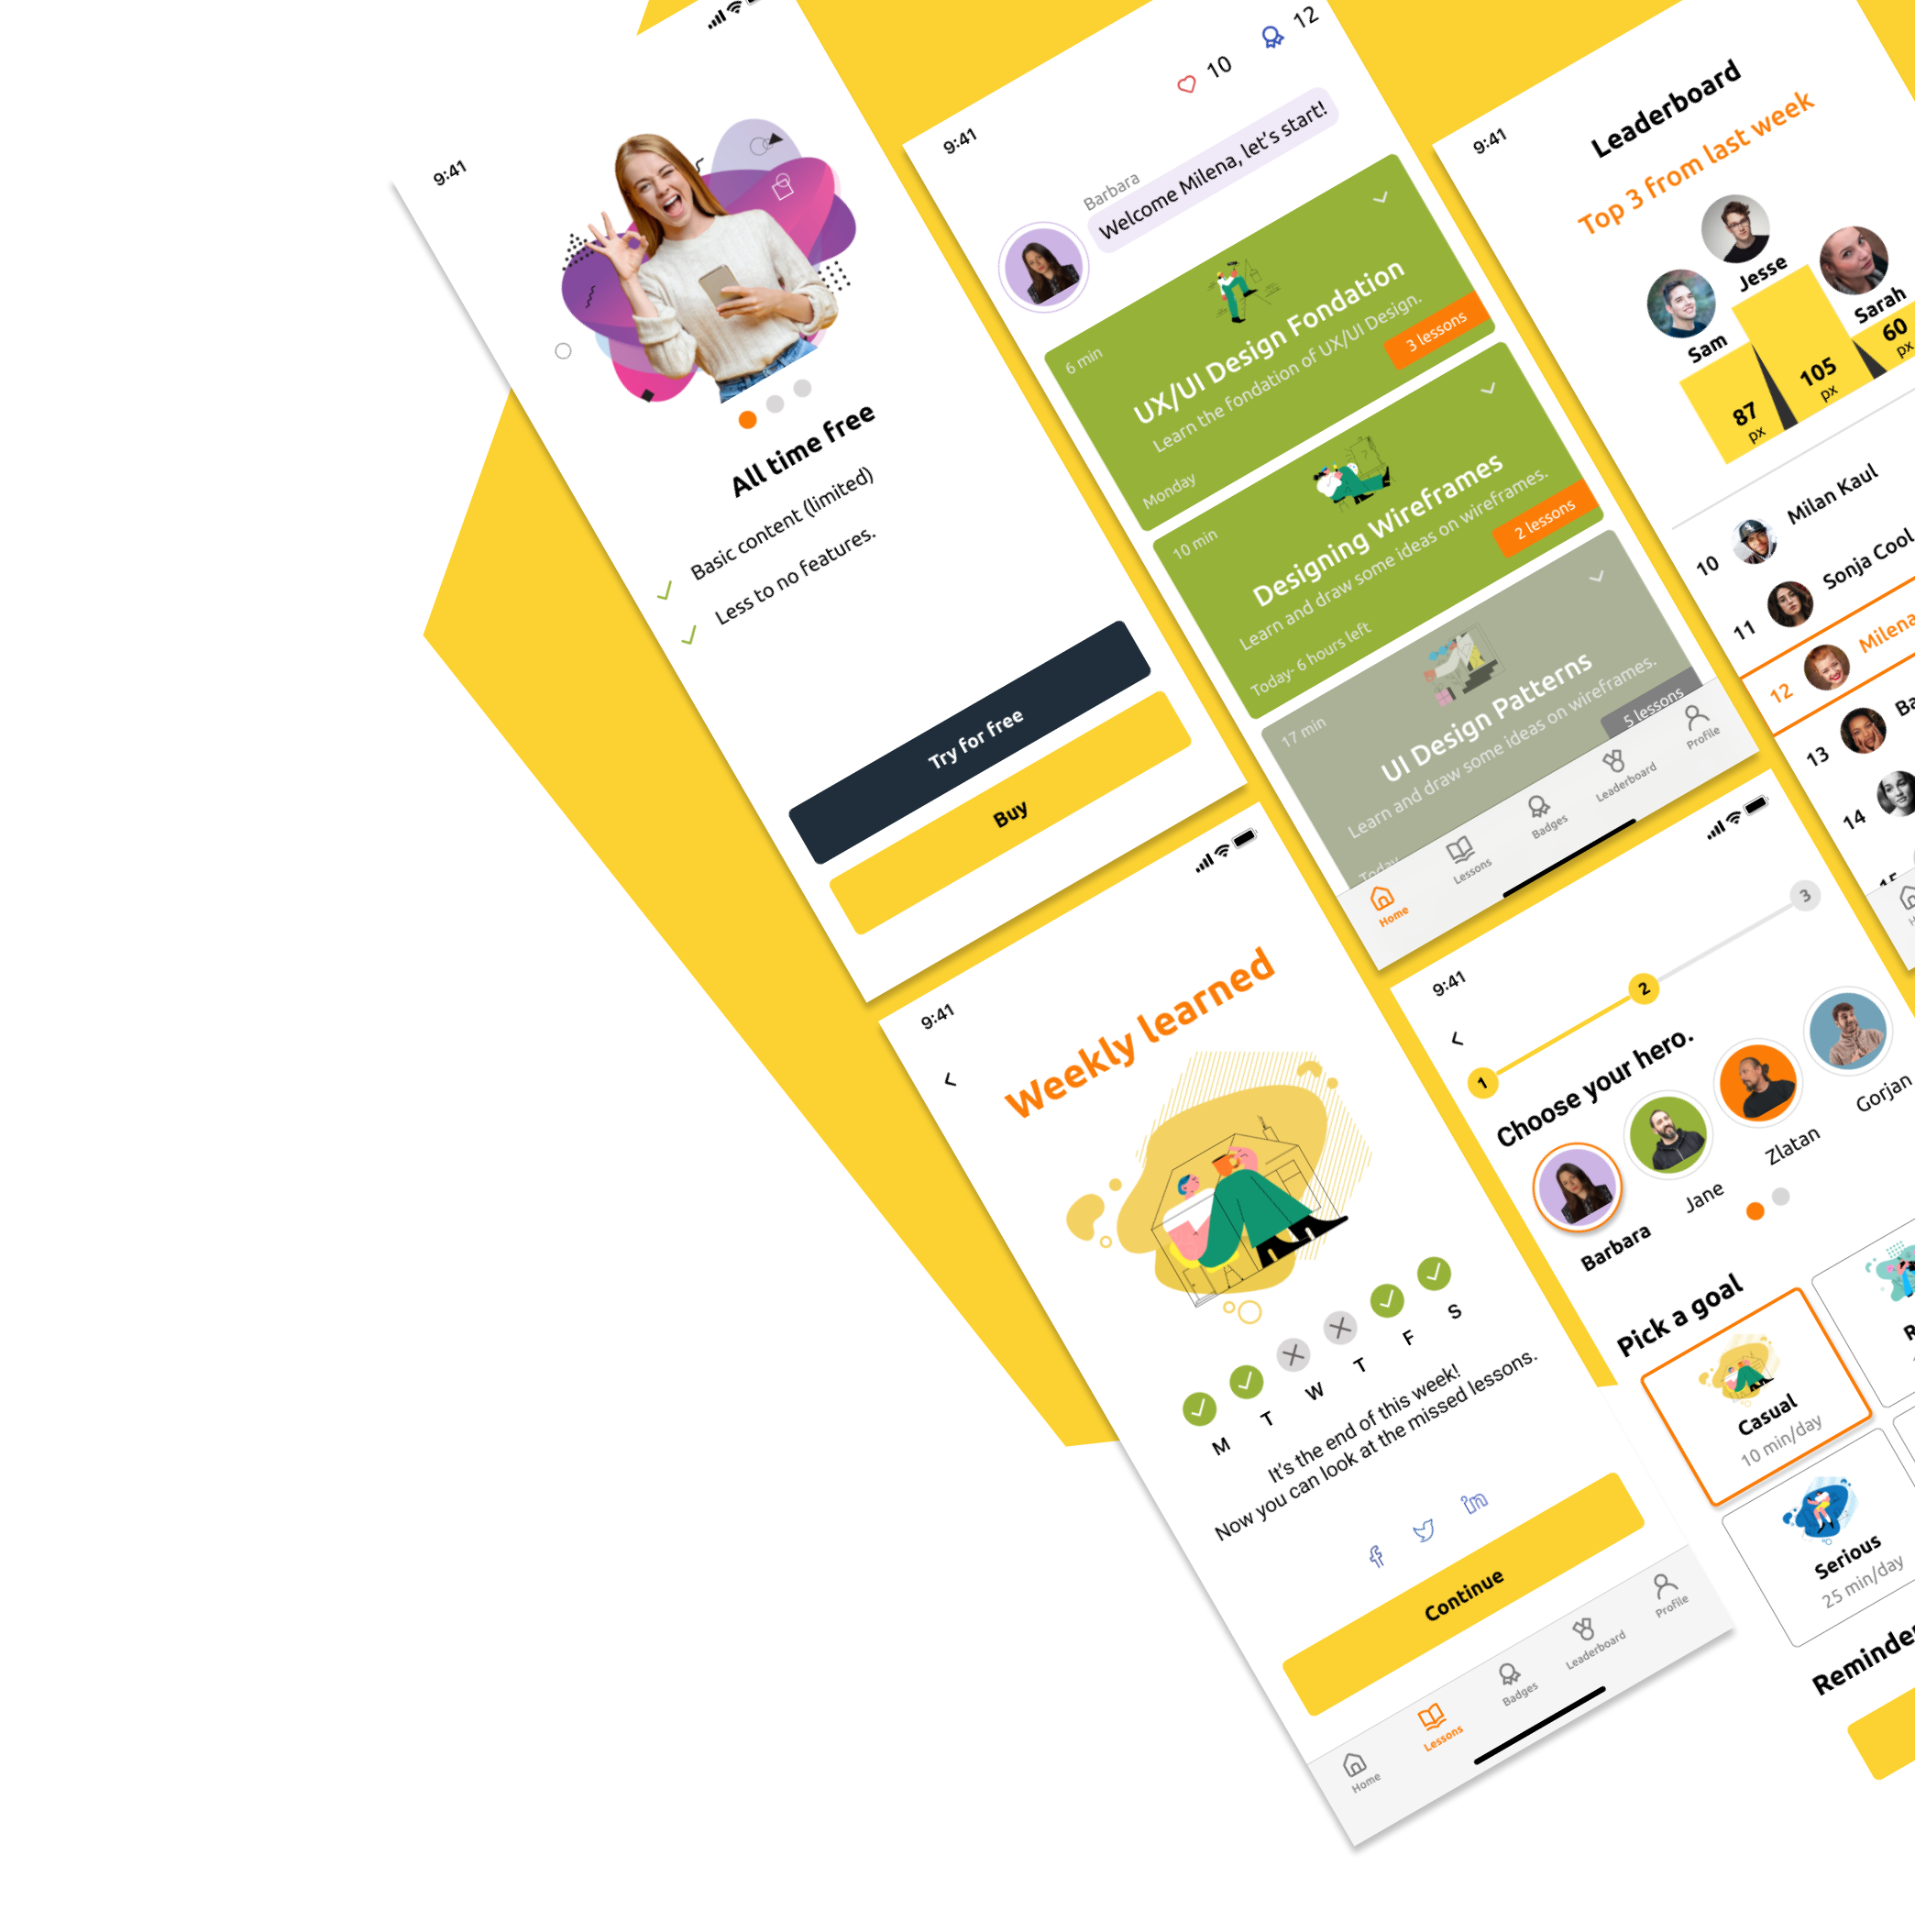 9:41
All time free
Basic content (limited)
Less to no features.
Try for free
Buy
9:41
10
12
Barbara
Welcome Milena, let's start!
6 min
UX/UI Design Fondation
Learn the fondation of UX/UI Design.
3 lessons
Monday
10 min
Designing Wireframes
Learn and draw some ideas on wireframes.
2 lessons
Today- 6 hours left
17 min
UI Design Patterns
Learn and draw some ideas on wireframes.
5 lessons
Today
Home
Lessons
Badges
Leaderboard
Profile
9:41
Leaderboard
Top 3 from last week
Jesse
Sam
Sarah
87
px
105
px
60
px
10
Milan Kaul
11
Sonja Cool
12
Milena
13
Ba
14
15
9:41
Weekly learned
M
T
W
T
F
S
It's the end of this week!
Now you can look at the missed lessons.
Continue
Home
Lessons
Badges
Leaderboard
Profile
9:41
1
2
3
Choose your hero.
Barbara
Jane
Zlatan
Gorjan
Pick a goal
Casual
10 min/day
R
Serious
25 min/day